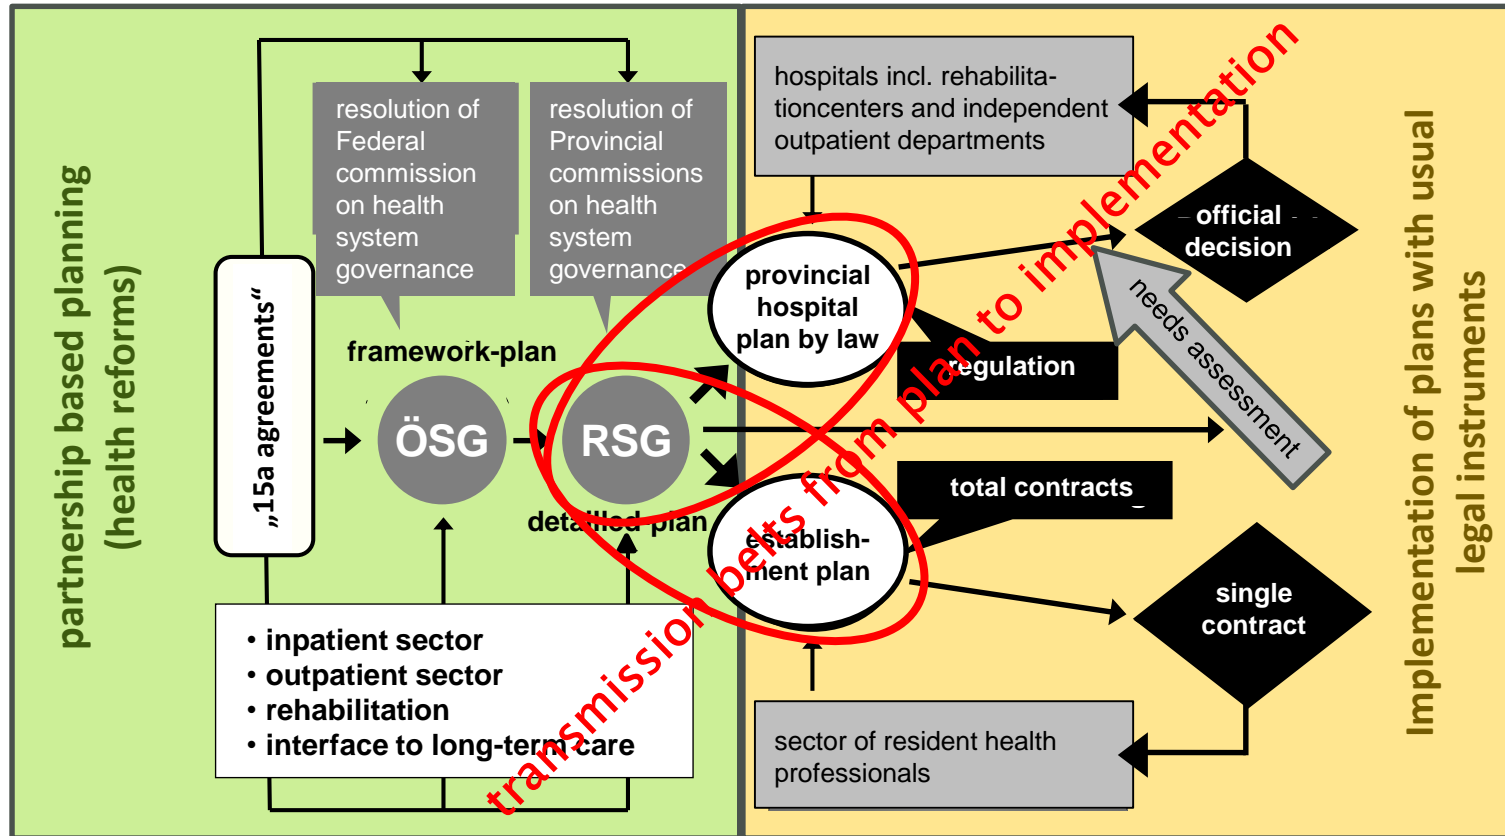 partnership based planning
(health reforms)
resolution of
Federal
commission
on health
system
governance
resolution of
Provincial
commissions
on health
system
governance
„15a agreements“
framework-plan
ÖSG
RSG
detailled plan
• inpatient sector
• outpatient sector
• rehabilitation
• interface to long-term care
transmission belts from plan to implementation
hospitals incl. rehabilita-
tioncenters and independent
outpatient departments
provincial
hospital
plan by law
regulation
official
decision
needs assessment
total contracts
establish-
ment plan
single
contract
sector of resident health
professionals
Implementation of plans with usual
legal instruments